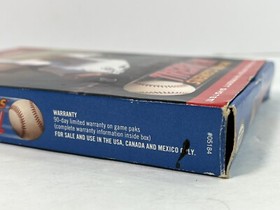 WARRANTY
90-day limited warranty on game paks
(complete warranty information inside box)
FOR SALE AND USE IN THE USA, CANADA AND MEXICO ONLY.
#05184